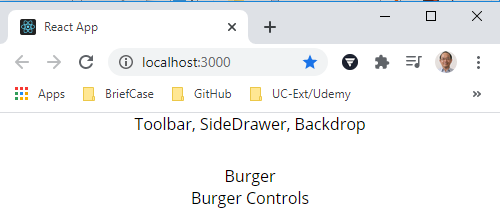 React App
localhost:3000
Apps BriefCase GitHub UC-Ext/Udemy
Toolbar, SideDrawer, Backdrop
Burger
Burger Controls